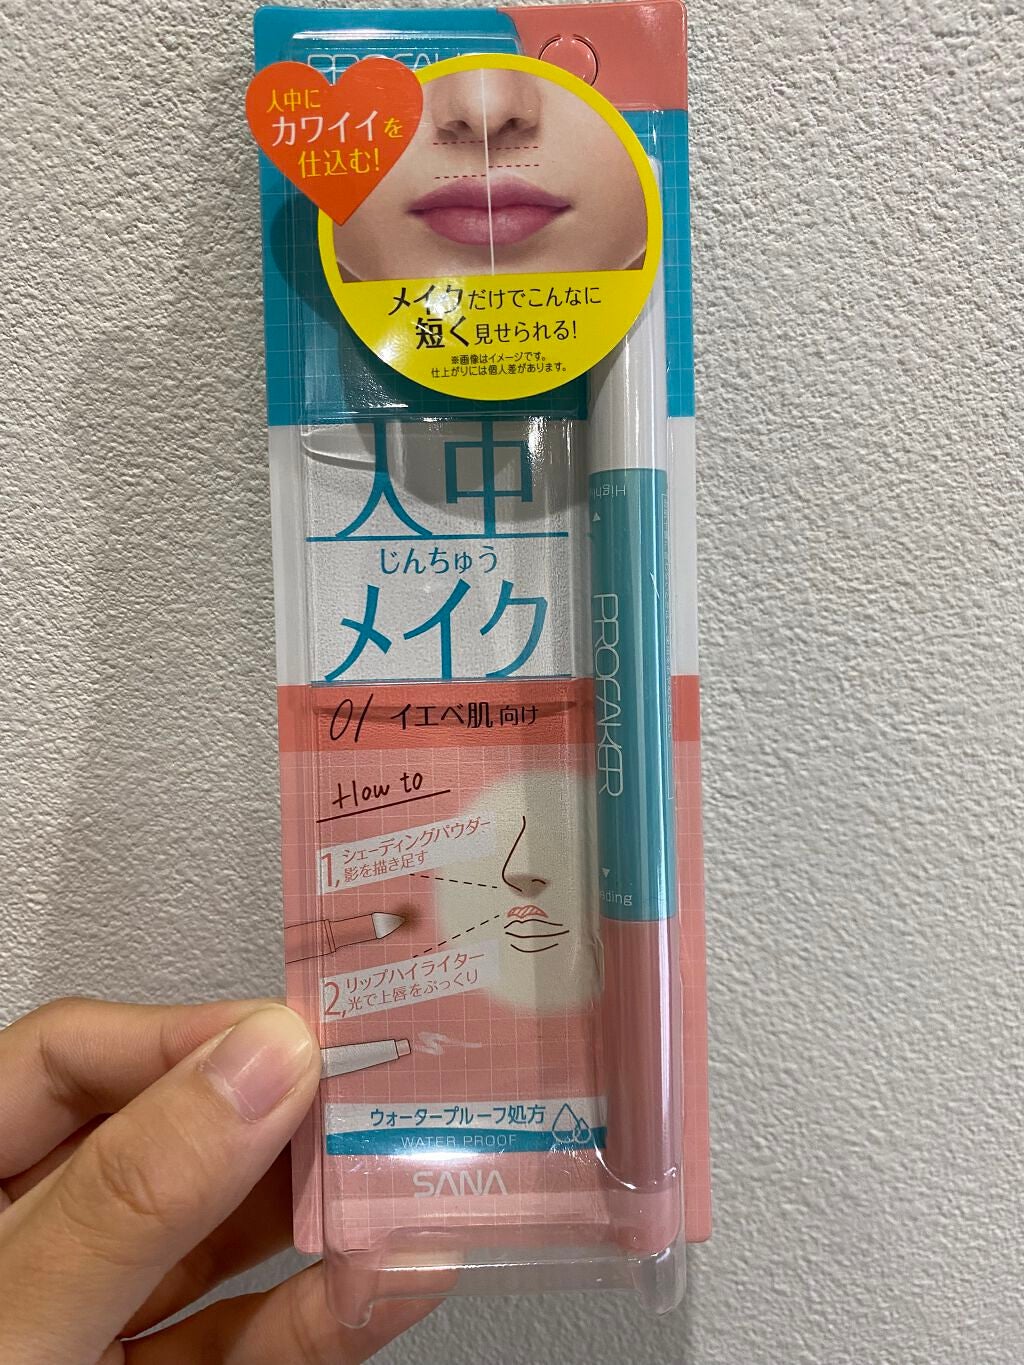 人中に
カワイイを
仕込む!
メイクだけでこんなに
短く見せられる!
※画像はイメージです。
仕上がりには個人差があります。
人中
じんちゅう
メイク
01 イエベ肌向け
How to
1, シェーディングパウダー
影を描き足す
2, リップハイライター
光で上唇をぷっくり
ウォータープルーフ処方
WATER PROOF
SANA
PROFAKER